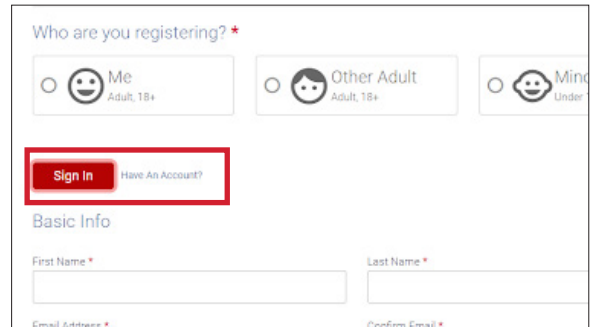 Who are you registering? *
Me
Adult, 18+
Other Adult
Adult, 18+
Under
Sign In Have An Account?
Basic Info
First Name *
Last Name *
Email Address *
Confirm Email *